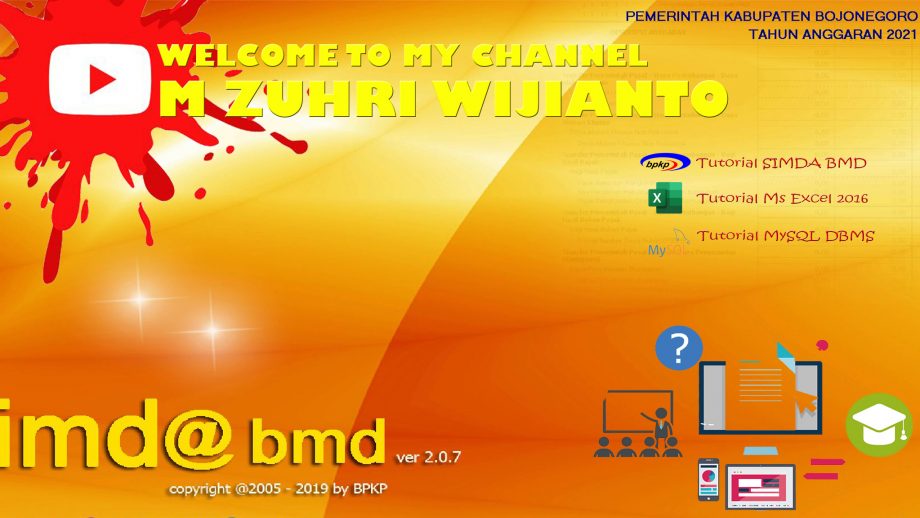 PEMERINTAH KABUPATEN BOJONEGORO
TAHUN ANGGARAN 2021
WELCOME TO MY CHANNEL
M ZUHRI WIJIANTO
bpkp Tutorial SIMDA BMD
X Tutorial Ms Excel 2016
MySQL Tutorial MySQL DBMS
?
imd@ bmd ver 2.0.7
copyright @2005 - 2019 by BPKP